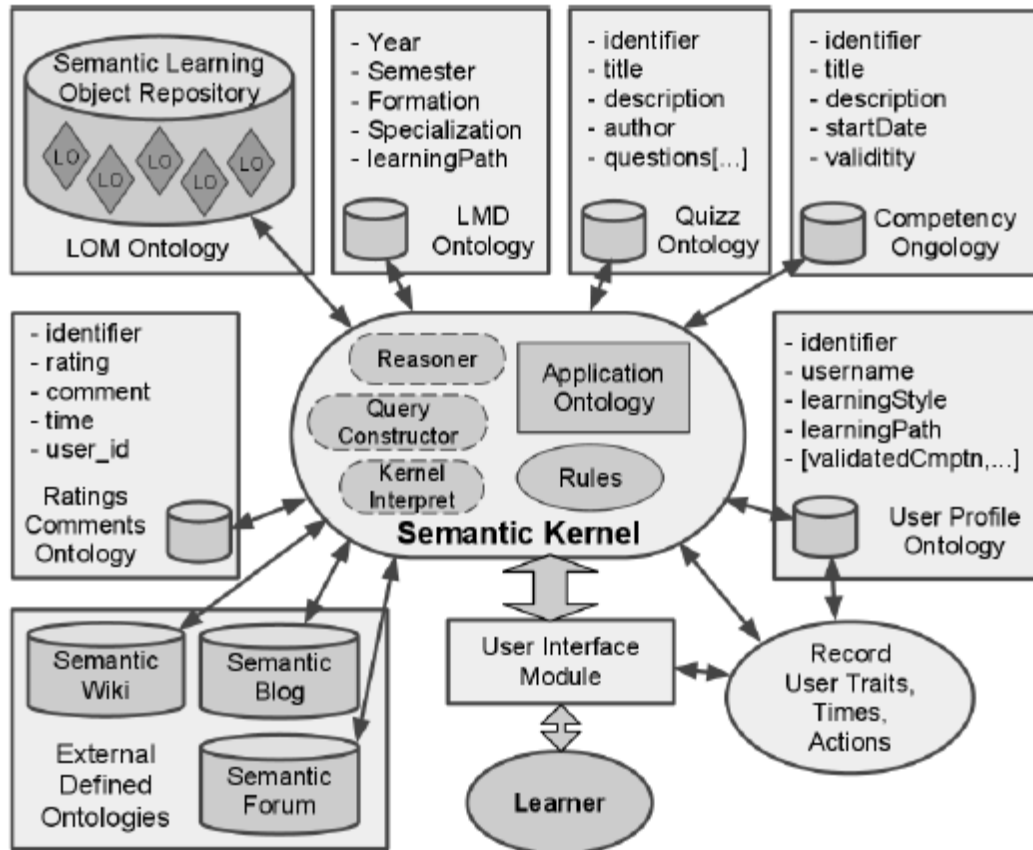 Semantic Learning
Object Repository
LO
LO
LO
LO
LO
LOM Ontology
- Year
- Semester
- Formation
- Specialization
- learningPath
LMD
Ontology
- identifier
- title
- description
- author
- questions[...]
Quizz
Ontology
- identifier
- title
- description
- startDate
- validitity
Competency
Ongology
- identifier
- rating
- comment
- time
- user_id
Ratings
Comments
Ontology
Reasoner
Query
Constructor
Kernel
Interpret
Application
Ontology
Rules
Semantic Kernel
- identifier
- username
- learningStyle
- learningPath
- [validatedCmptn,...]
User Profile
Ontology
Semantic
Wiki
Semantic
Blog
External
Defined
Ontologies
Semantic
Forum
User Interface
Module
Learner
Record
User Traits,
Times,
Actions